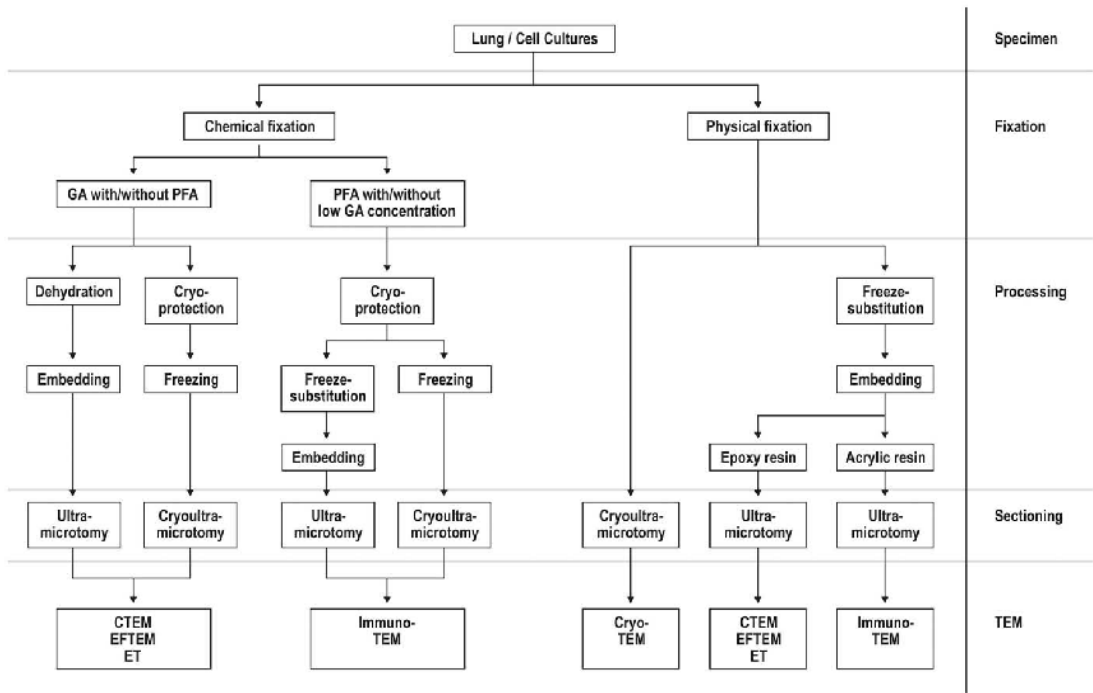 Lung / Cell Cultures
Specimen
Chemical fixation
Physical fixation
Fixation
GA with/without PFA
PFA with/without
low GA concentration
Dehydration
Cryo-
protection
Cryo-
protection
Freeze-
substitution
Processing
Embedding
Freezing
Freeze-
substitution
Freezing
Embedding
Embedding
Epoxy resin
Acrylic resin
Ultra-
microtomy
Cryoultra-
microtomy
Ultra-
microtomy
Cryoultra-
microtomy
Cryoultra-
microtomy
Ultra-
microtomy
Ultra-
microtomy
Sectioning
CTEM
EFTEM
ET
Immuno-
TEM
Cryo-
TEM
CTEM
EFTEM
ET
Immuno-
TEM
TEM